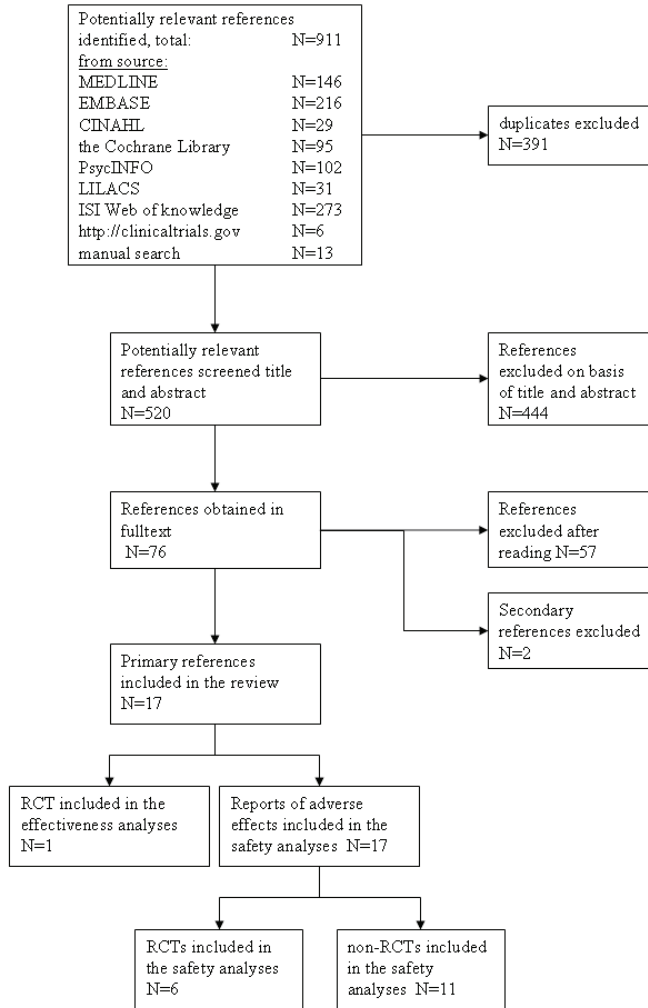 Potentially relevant references
identified, total: N=911
from source:
MEDLINE N=146
EMBASE N=216
CINAHL N=29
the Cochrane Library N=95
PsycINFO N=102
LILACS N=31
ISI Web of knowledge N=273
http://clinicaltrials.gov N=6
manual search N=13
duplicates excluded
N=391
Potentially relevant
references screened title
and abstract
N=520
References
excluded on basis
of title and abstract
N=444
References obtained in
fulltext
N=76
References
excluded after
reading N=57
Secondary
references excluded
N=2
Primary references
included in the review
N=17
RCT included in the
effectiveness analyses
N=1
Reports of adverse
effects included in the
safety analyses N=17
RCTs included in
the safety analyses
N=6
non-RCTs included
in the safety
analyses N=11